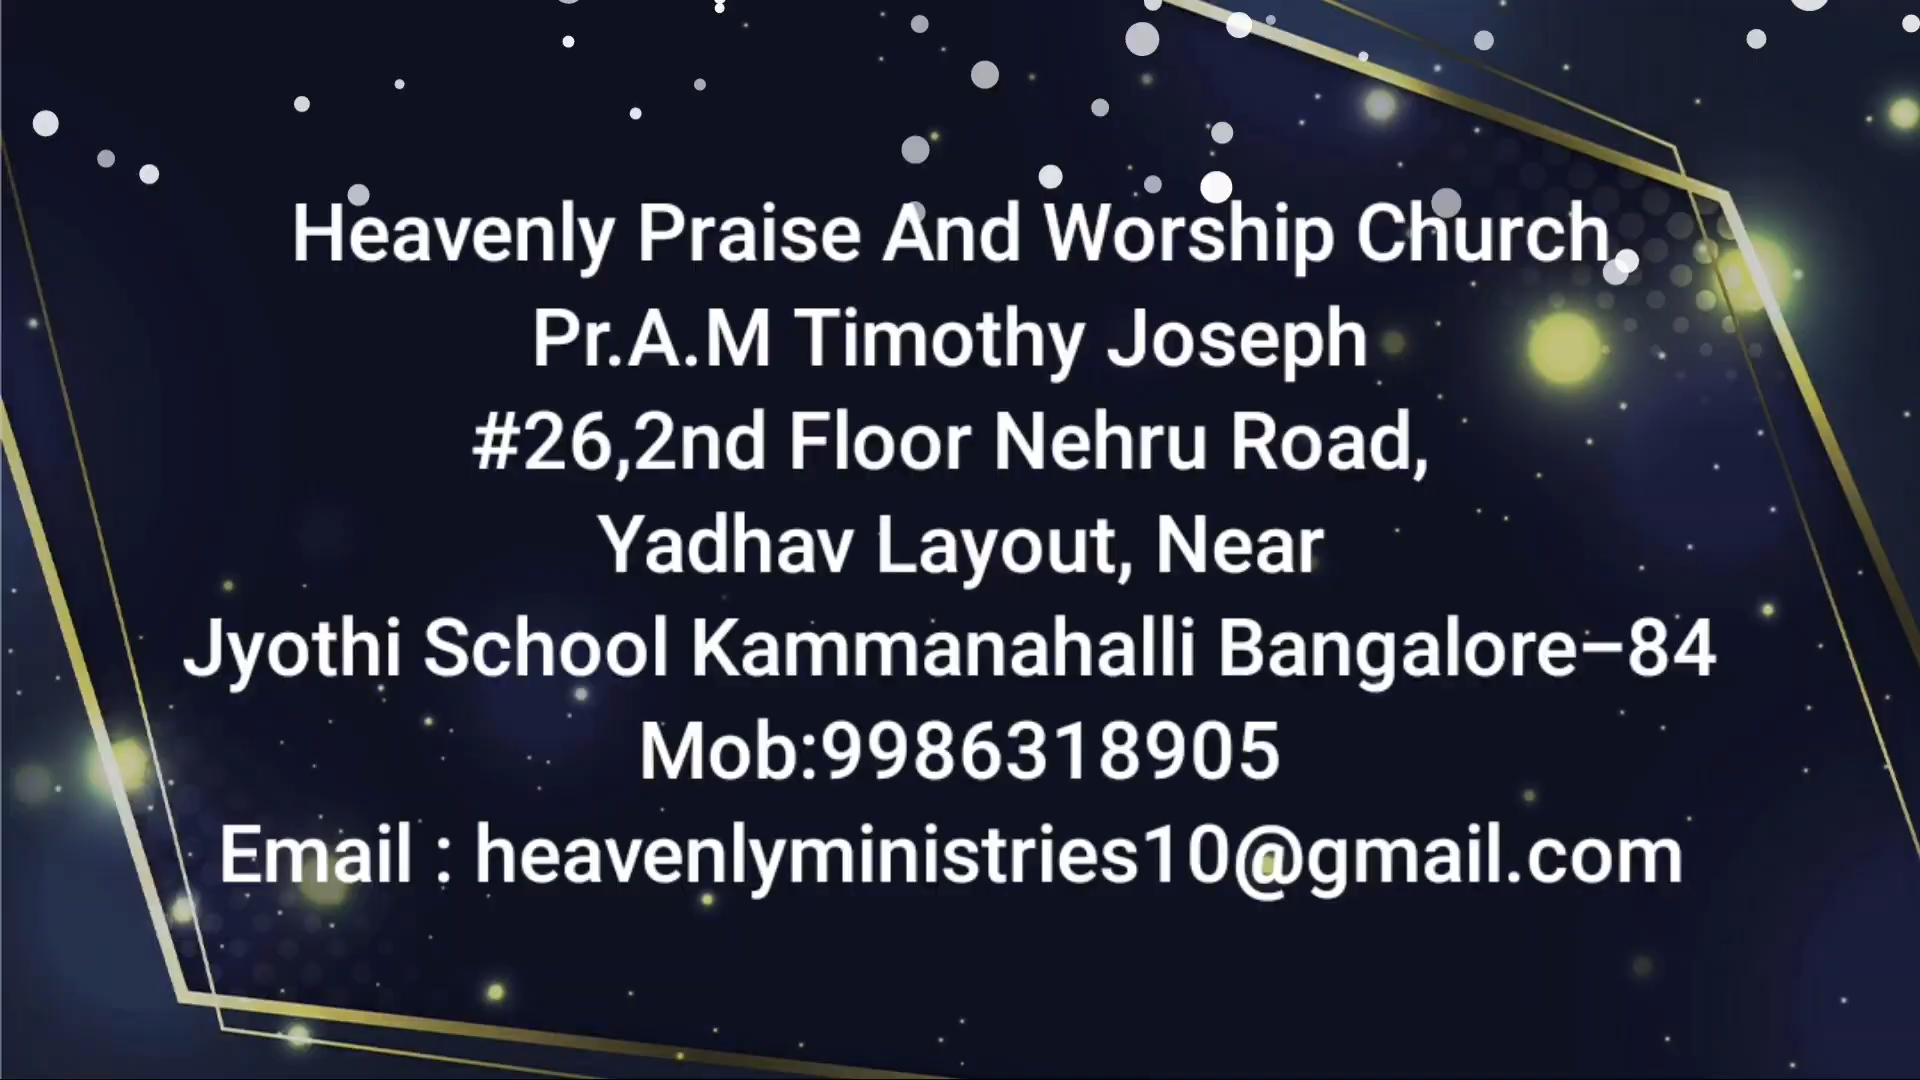 Heavenly Praise And Worship Church,
Pr.A.M Timothy Joseph
#26,2nd Floor Nehru Road,
Yadhav Layout, Near
Jyothi School Kammanahalli Bangalore–84
Mob:9986318905
Email : heavenlyministries10@gmail.com